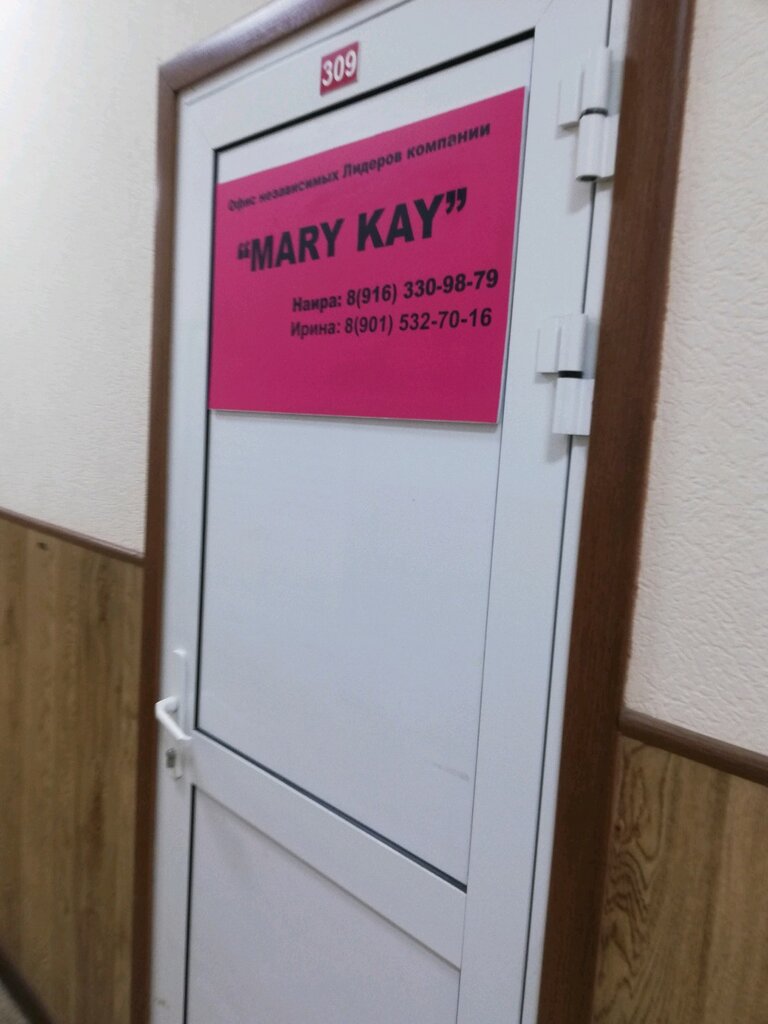 309
Офис независимых Лидеров компании
“MARY KAY”
Наира: 8(916) 330-98-79
Ирина: 8(901) 532-70-16